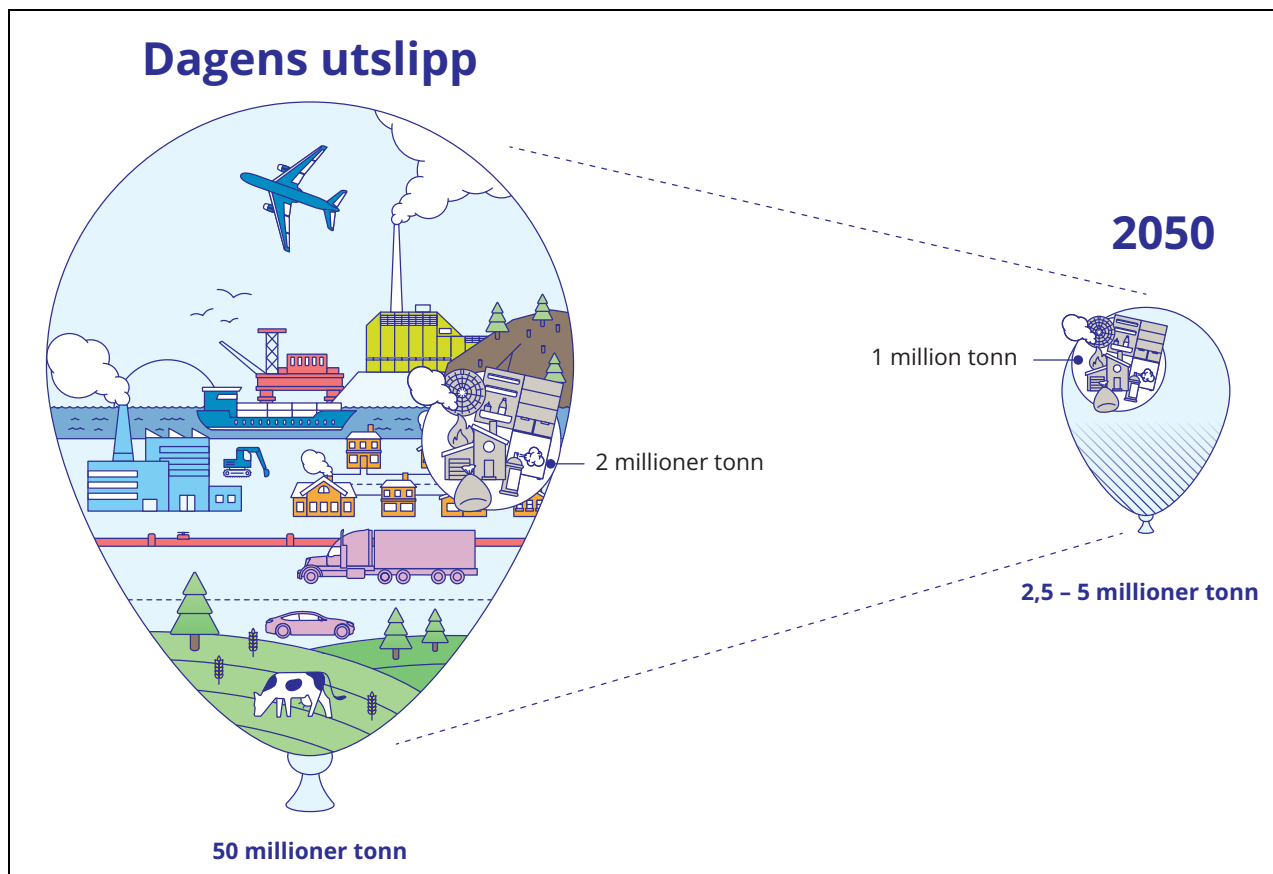 Dagens utslipp
2050
1 million tonn
2 millioner tonn
2,5 – 5 millioner tonn
50 millioner tonn